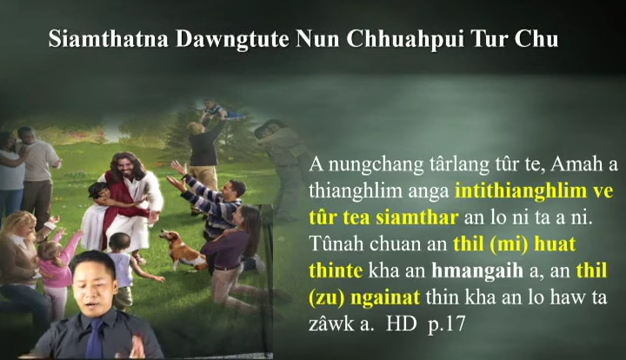 Siamthatna Dawngtute Nun Chhuahpui Tur Chu
A nungchang târlang tûr te, Amah a
thianghlim anga intithianghlim ve
tûr tea siamthar an lo ni ta a ni.
Tûnah chuan an thil (mi) huat
thinte kha an hmangaih a, an thil
(zu) ngainat thin kha an lo haw ta
zâwk a. HD p.17